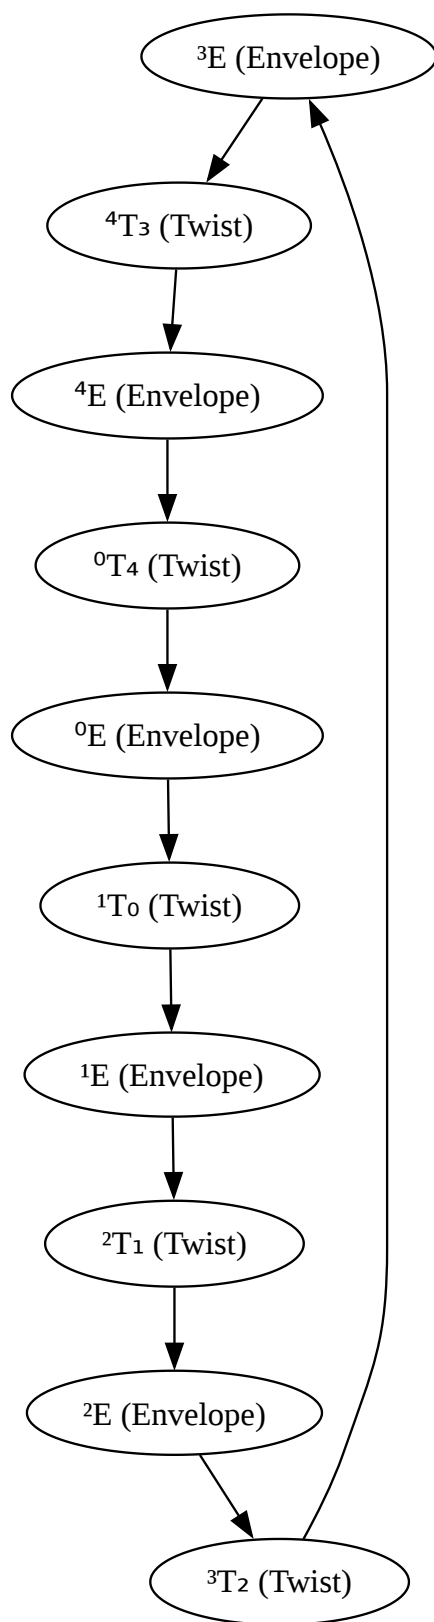 ³E (Envelope)
⁴T₃ (Twist)
⁴E (Envelope)
⁰T₄ (Twist)
⁰E (Envelope)
¹T₀ (Twist)
¹E (Envelope)
²T₁ (Twist)
²E (Envelope)
³T₂ (Twist)